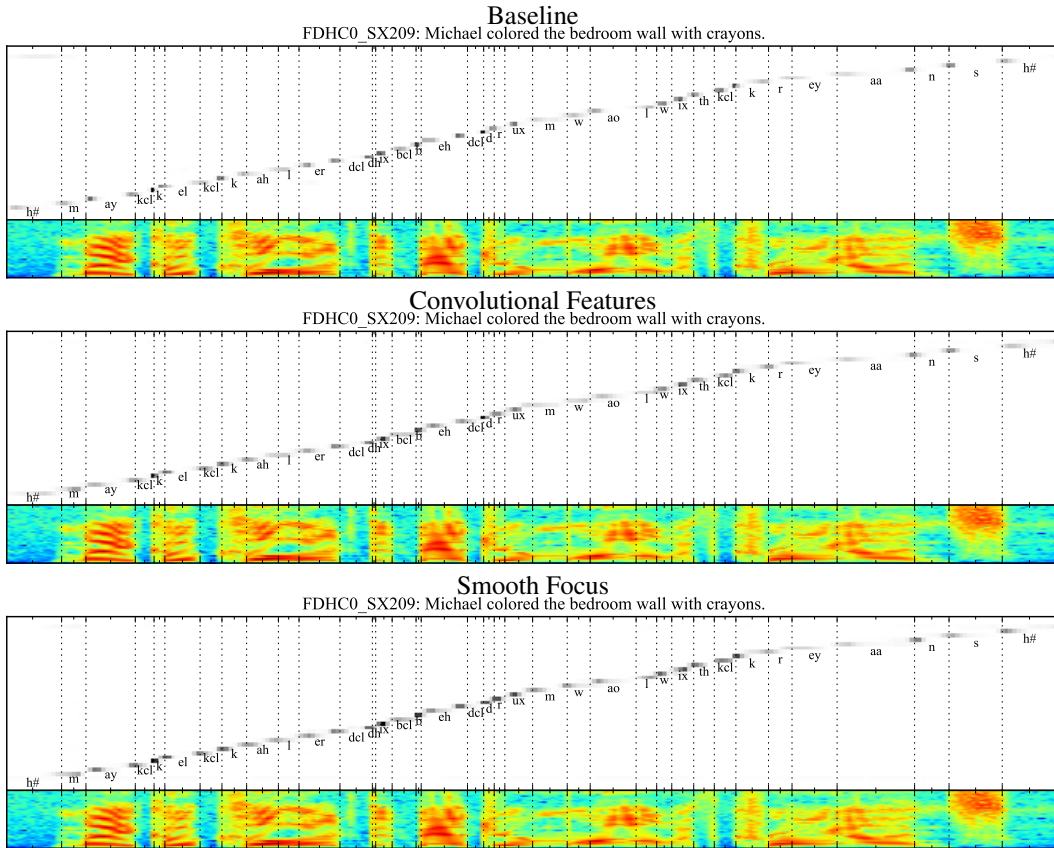 Baseline
FDHC0_SX209: Michael colored the bedroom wall with crayons.
h# m ay kcl k el kcl k ah l er dcl dh ix bcl b eh dcl d r ux m w ao l w ix th kcl k r ey aa n s h#
Convolutional Features
FDHC0_SX209: Michael colored the bedroom wall with crayons.
h# m ay kcl k el kcl k ah l er dcl dh ix bcl b eh dcl d r ux m w ao l w ix th kcl k r ey aa n s h#
Smooth Focus
FDHC0_SX209: Michael colored the bedroom wall with crayons.
h# m ay kcl k el kcl k ah l er dcl dh ix bcl b eh dcl d r ux m w ao l w ix th kcl k r ey aa n s h#